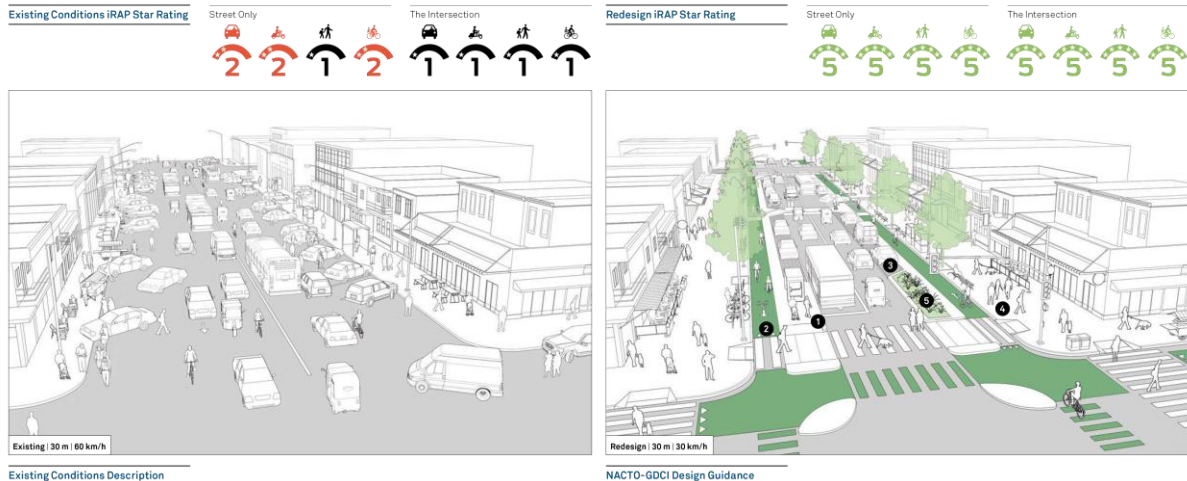 Existing Conditions iRAP Star Rating
Street Only
2 2 1 2
The Intersection
1 1 1 1
Existing | 30 m | 60 km/h
Existing Conditions Description
Redesign iRAP Star Rating
Street Only
5 5 5 5
The Intersection
5 5 5 5
3
5
4
1
2
Redesign | 30 m | 30 km/h
NACTO-GDCI Design Guidance